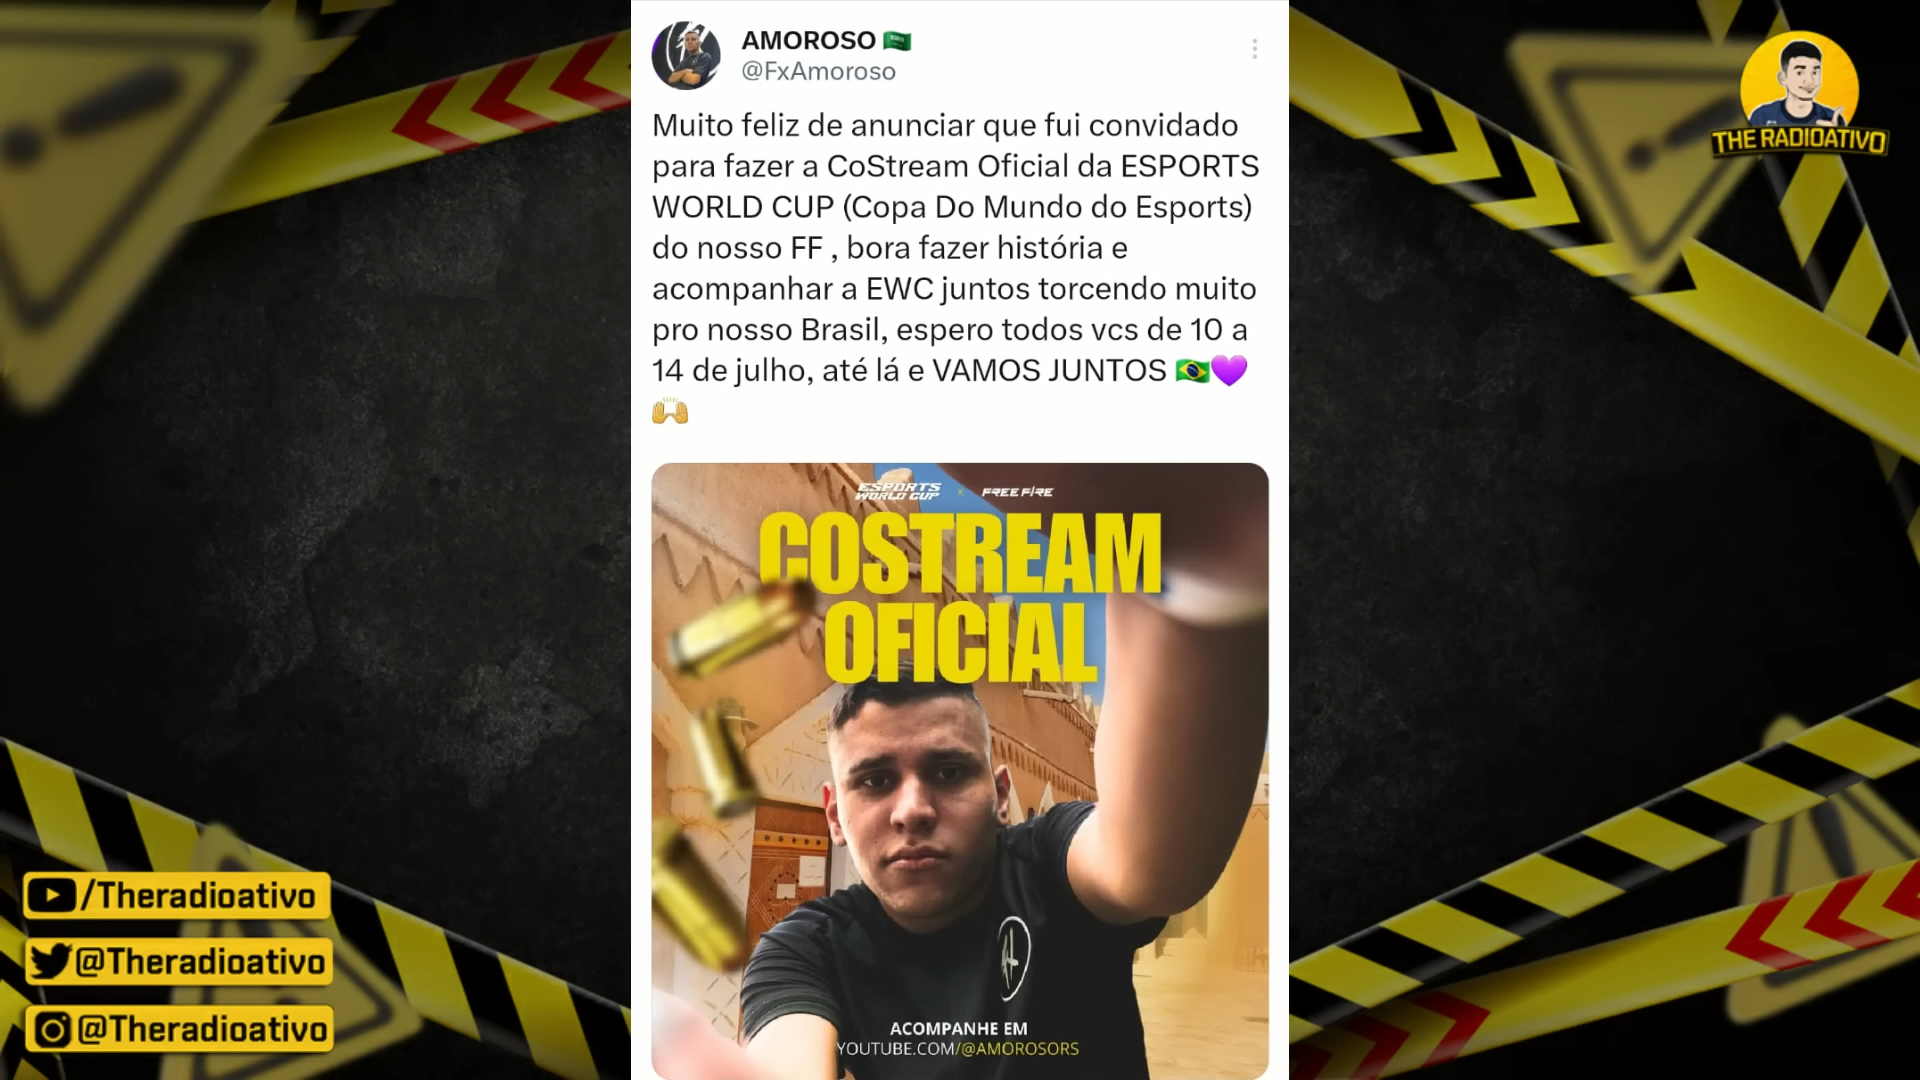 AMOROSO 🇸🇦
@FxAmoroso
Muito feliz de anunciar que fui convidado
para fazer a CoStream Oficial da ESPORTS
WORLD CUP (Copa Do Mundo do Esports)
do nosso FF , bora fazer história e
acompanhar a EWC juntos torcendo muito
pro nosso Brasil, espero todos vcs de 10 a
14 de julho, até lá e VAMOS JUNTOS 🇧🇷💜
🙌
ESPORTS WORLD CUP x FREE FIRE
COSTREAM
OFICIAL
ACOMPANHE EM
YOUTUBE.COM/@AMOROSORS
THE RADIOATIVO
/Theradioativo
@Theradioativo
@Theradioativo